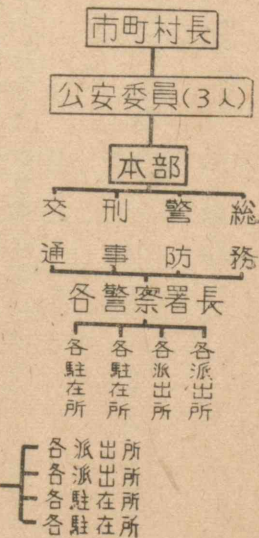 市町村長
公安委員(3人)
本部
総務
警防
刑事
交通
各警察署長
各派出所
各派出所
各駐在所
各駐在所
各派出所
各派出所
各駐在所
各駐在所